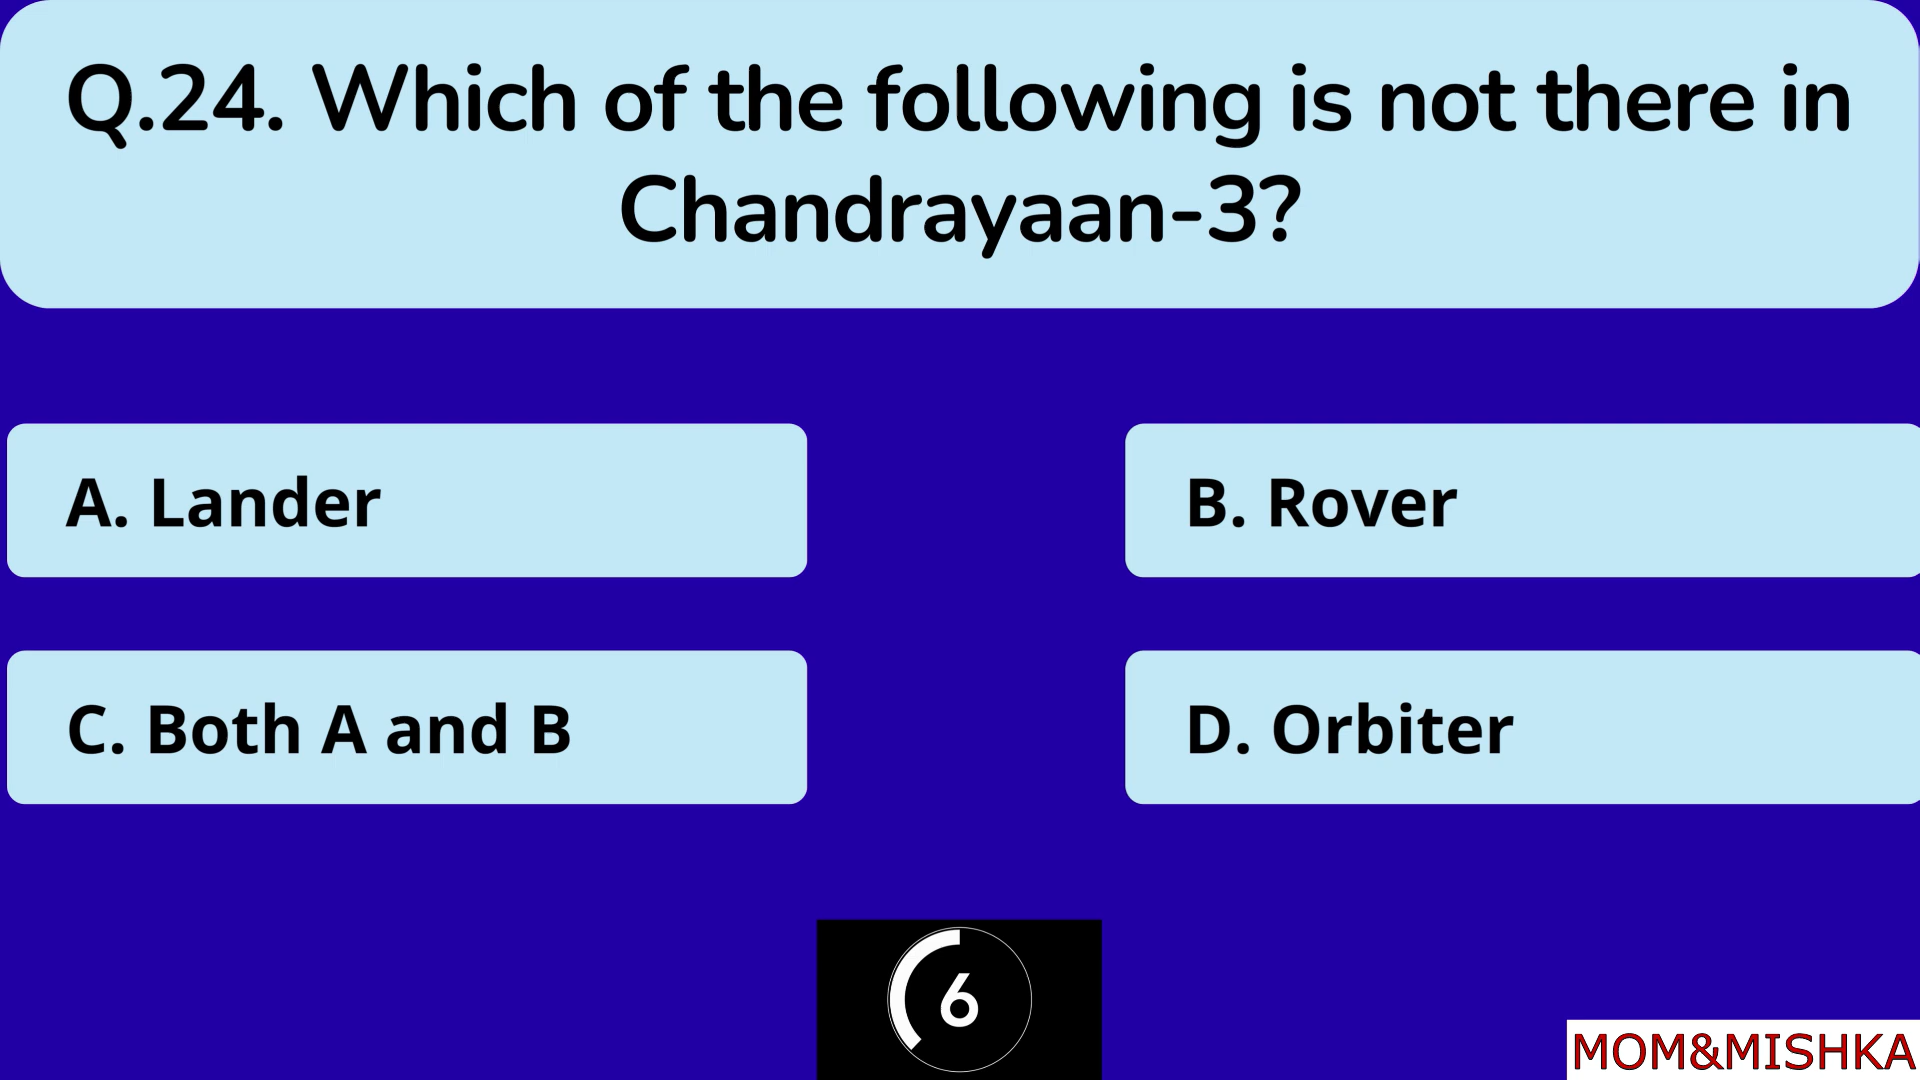 Q.24. Which of the following is not there in
Chandrayaan-3?
A. Lander
B. Rover
C. Both A and B
D. Orbiter
6
MOM&MISHKA